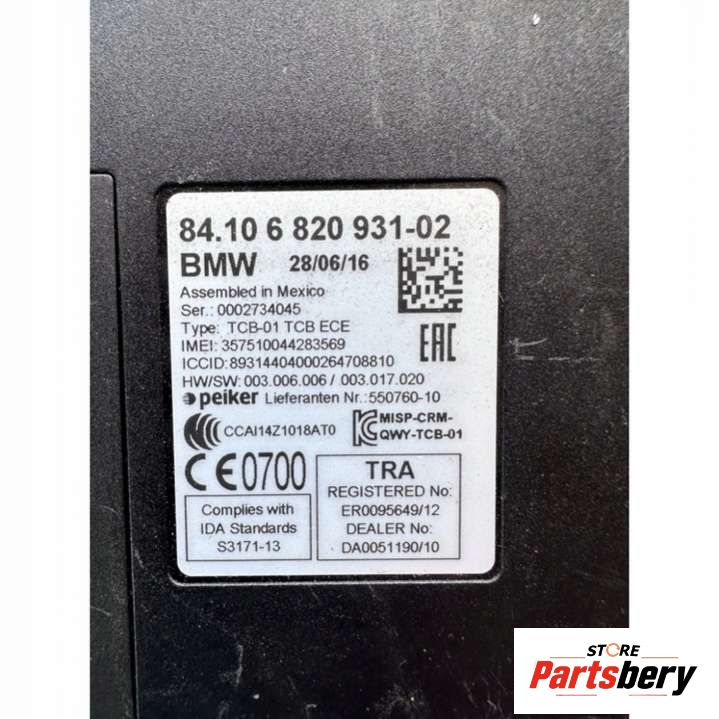 84.10 6 820 931-02
BMW 28/06/16
Assembled in Mexico
Ser.: 0002734045
Type: TCB-01 TCB ECE
IMEI: 357510044283569
ICCID:89314404000264708810
HW/SW: 003.006.006 / 003.017.020
peiker Lieferanten Nr.:550760-10
CCAI14Z1018AT0
MISP-CRM-
QWY-TCB-01
EAC
CE0700
Complies with
IDA Standards
S3171-13
TRA
REGISTERED No:
ER0095649/12
DEALER No:
DA0051190/10
STORE
Partsbery